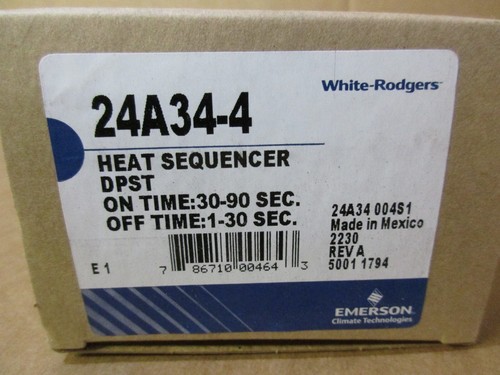 White-Rodgers
24A34-4
HEAT SEQUENCER
DPST
ON TIME:30-90 SEC.
OFF TIME:1-30 SEC.
24A34 004S1
Made in Mexico
2230
REV A
5001 1794
E 1
7 86710 00464 3
EMERSON
Climate Technologies